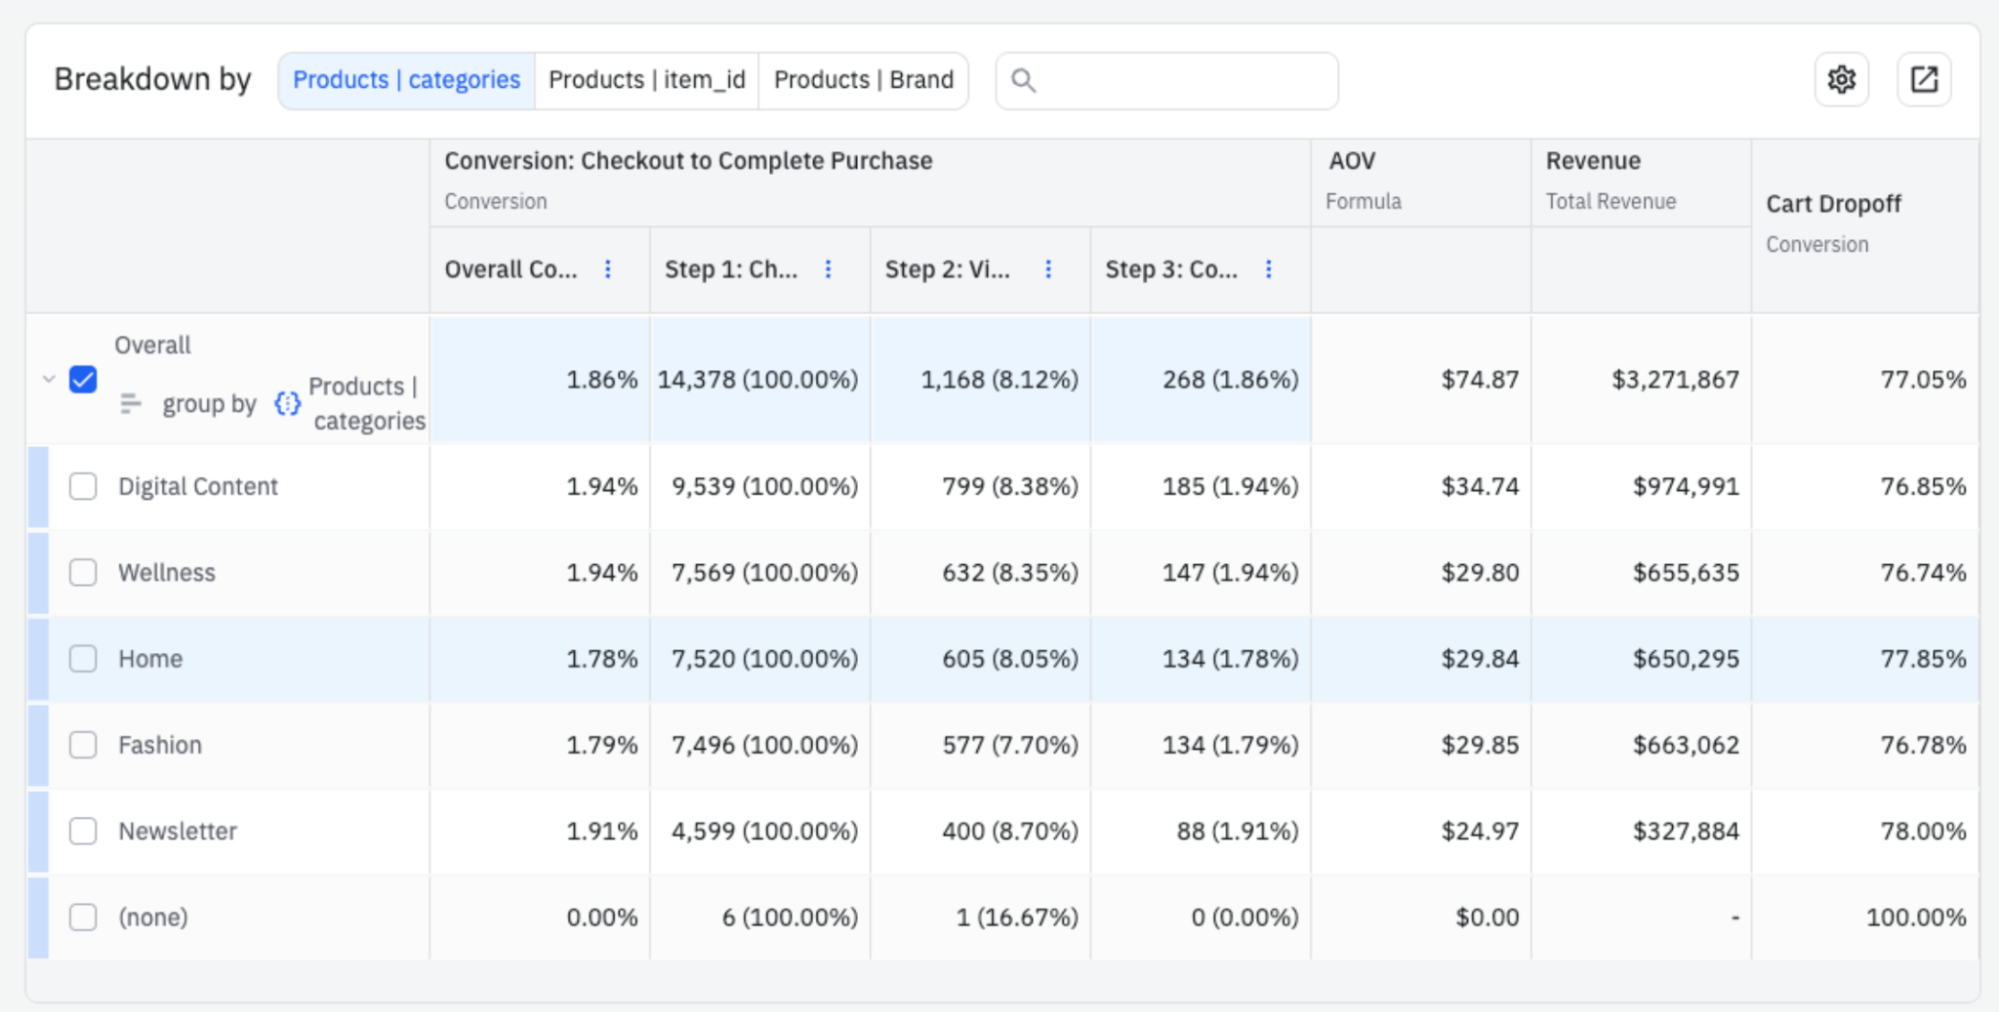 Breakdown by Products | categories Products | item_id Products | Brand
Conversion: Checkout to Complete Purchase AOV Revenue
Conversion Formula Total Revenue
Cart Dropoff
Conversion
Overall Co... Step 1: Ch... Step 2: Vi... Step 3: Co...
Overall
group by Products | categories
1.86% 14,378 (100.00%) 1,168 (8.12%) 268 (1.86%) $74.87 $3,271,867 77.05%
Digital Content 1.94% 9,539 (100.00%) 799 (8.38%) 185 (1.94%) $34.74 $974,991 76.85%
Wellness 1.94% 7,569 (100.00%) 632 (8.35%) 147 (1.94%) $29.80 $655,635 76.74%
Home 1.78% 7,520 (100.00%) 605 (8.05%) 134 (1.78%) $29.84 $650,295 77.85%
Fashion 1.79% 7,496 (100.00%) 577 (7.70%) 134 (1.79%) $29.85 $663,062 76.78%
Newsletter 1.91% 4,599 (100.00%) 400 (8.70%) 88 (1.91%) $24.97 $327,884 78.00%
(none) 0.00% 6 (100.00%) 1 (16.67%) 0 (0.00%) $0.00 - 100.00%